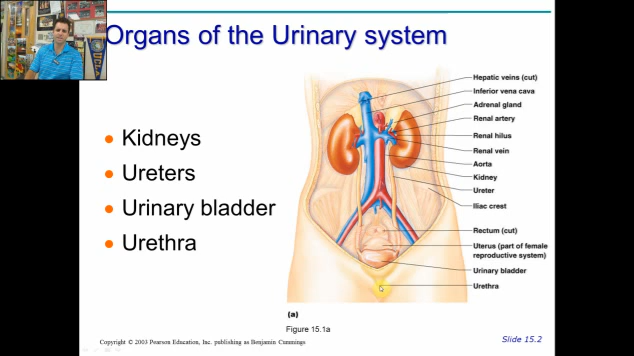 UCLA
Organs of the Urinary system
Kidneys
Ureters
Urinary bladder
Urethra
Hepatic veins (cut)
Inferior vena cava
Adrenal gland
Renal artery
Renal hilus
Renal vein
Aorta
Kidney
Ureter
Iliac crest
Rectum (cut)
Uterus (part of female
reproductive system)
Urinary bladder
Urethra
(a)
Figure 15.1a
Copyright © 2003 Pearson Education, Inc. publishing as Benjamin Cummings
Slide 15.2